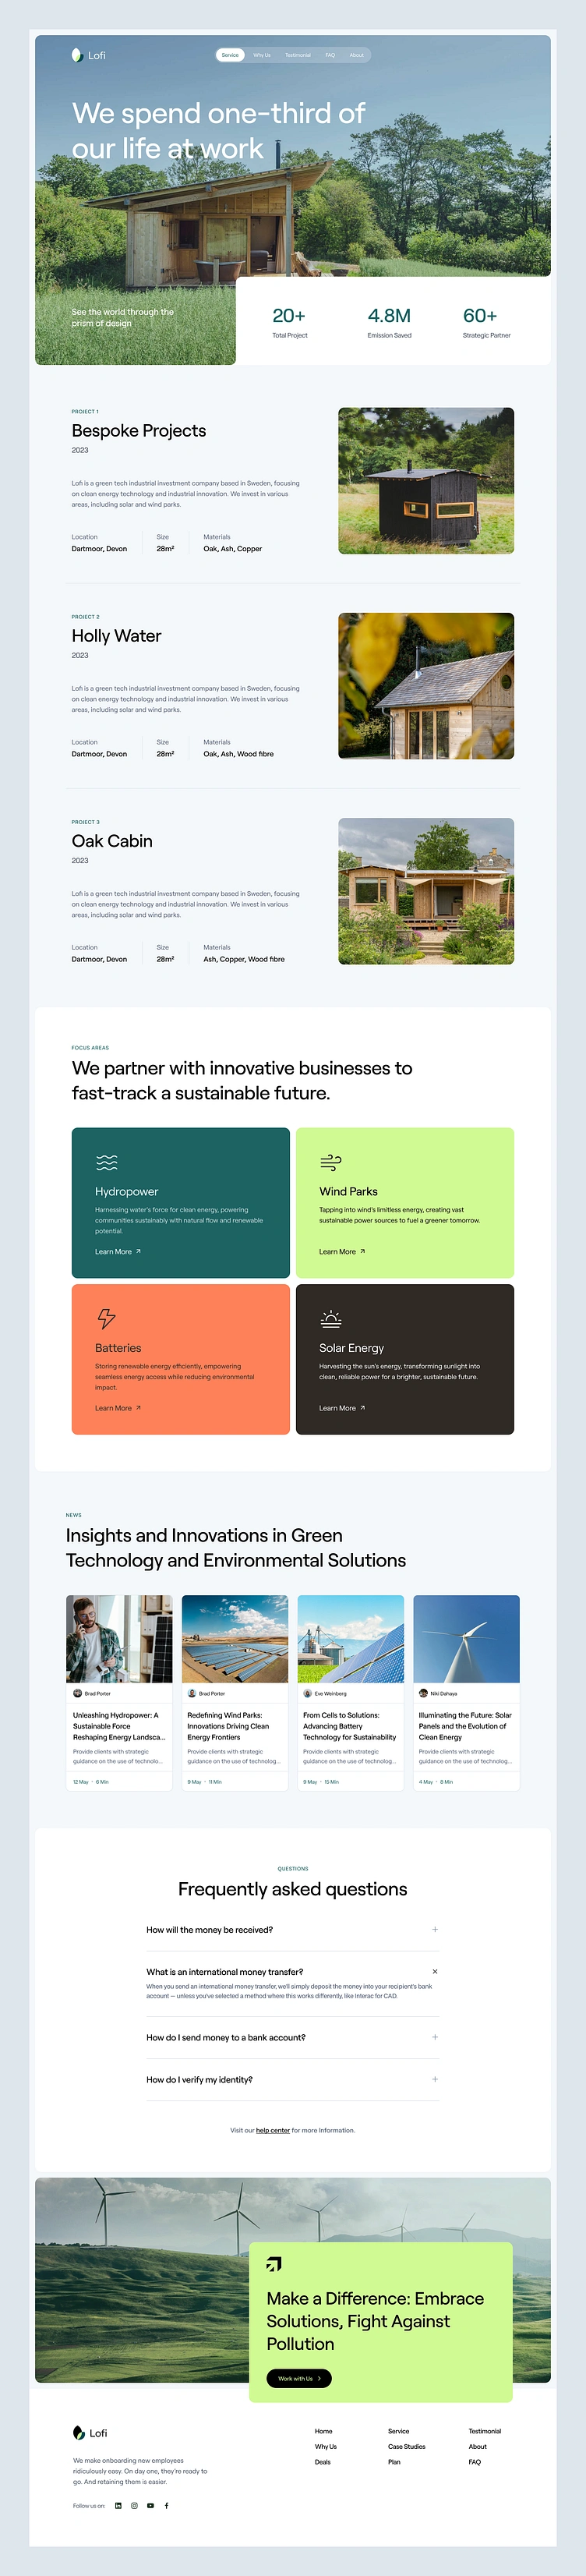 Lofi
Service
Why Us
Testimonial
FAQ
About
We spend one-third of
our life at work
See the world through the
prism of design
20+
Total Project
4.8M
Emission Saved
60+
Strategic Partner
PROJECT 1
Bespoke Projects
2023
Lofi is a green tech industrial investment company based in Sweden, focusing
on clean energy technology and industrial innovation. We invest in various
areas, including solar and wind parks.
Location
Dartmoor, Devon
Size
28m²
Materials
Oak, Ash, Copper
PROJECT 2
Holly Water
2023
Lofi is a green tech industrial investment company based in Sweden, focusing
on clean energy technology and industrial innovation. We invest in various
areas, including solar and wind parks.
Location
Dartmoor, Devon
Size
28m²
Materials
Oak, Ash, Wood fibre
PROJECT 3
Oak Cabin
2023
Lofi is a green tech industrial investment company based in Sweden, focusing
on clean energy technology and industrial innovation. We invest in various
areas, including solar and wind parks.
Location
Dartmoor, Devon
Size
28m²
Materials
Ash, Copper, Wood fibre
FOCUS AREAS
We partner with innovative businesses to
fast-track a sustainable future.
Hydropower
Harnessing water's force for clean energy, powering
communities sustainably with natural flow and renewable
potential.
Learn More
Wind Parks
Tapping into wind's limitless energy, creating vast
sustainable power sources to fuel a greener tomorrow.
Learn More
Batteries
Storing renewable energy efficiently, empowering
seamless energy access while reducing environmental
impact.
Learn More
Solar Energy
Harvesting the sun's energy, transforming sunlight into
clean, reliable power for a brighter, sustainable future.
Learn More
NEWS
Insights and Innovations in Green
Technology and Environmental Solutions
Brad Porter
Unleashing Hydropower: A
Sustainable Force
Reshaping Energy Landsca...
Provide clients with strategic
guidance on the use of technolo...
12 May • 6 Min
Brad Porter
Redefining Wind Parks:
Innovations Driving Clean
Energy Frontiers
Provide clients with strategic
guidance on the use of technolog...
9 May • 11 Min
Eve Weinberg
From Cells to Solutions:
Advancing Battery
Technology for Sustainability
Provide clients with strategic
guidance on the use of technolog...
9 May • 15 Min
Niki Dahaya
Illuminating the Future: Solar
Panels and the Evolution of
Clean Energy
Provide clients with strategic
guidance on the use of technolog...
4 May • 8 Min
QUESTIONS
Frequently asked questions
How will the money be received?
What is an international money transfer?
When you send an international money transfer, we'll simply deposit the money into your recipient's bank
account — unless you've selected a method where this works differently, like Interac for CAD.
How do I send money to a bank account?
How do I verify my identity?
Visit our help center for more Information.
Make a Difference: Embrace
Solutions, Fight Against
Pollution
Work with Us
Lofi
We make onboarding new employees
ridiculously easy. On day one, they're ready to
go. And retaining them is easier.
Follow us on:
Home
Service
Testimonial
Why Us
Case Studies
About
Deals
Plan
FAQ